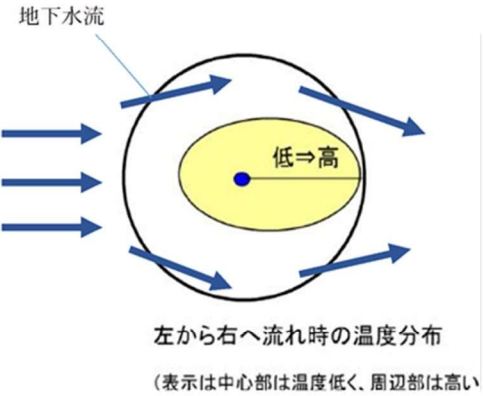 地下水流
低⇒高
左から右へ流れ時の温度分布
（表示は中心部は温度低く、周辺部は高い